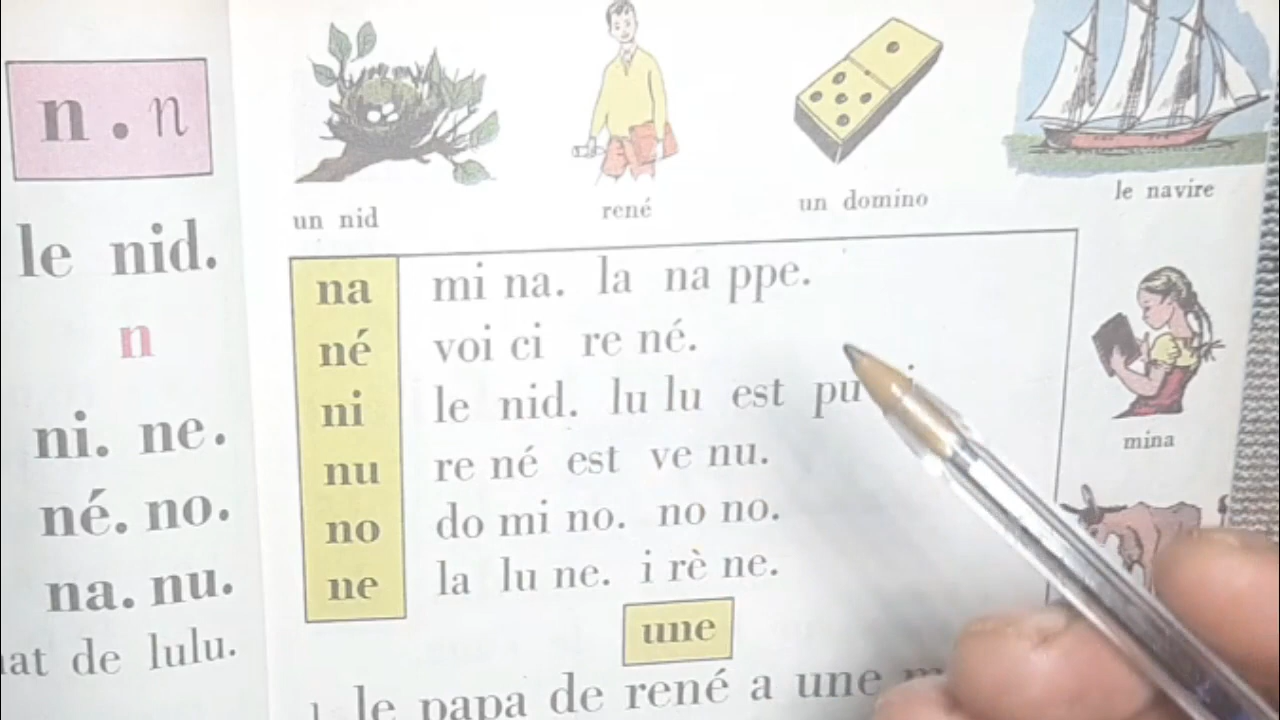 n . n
le nid.
n
ni. ne.
né. no.
na. nu.
de lulu.
un nid
rené
un domino
le navire
mina
na mi na. la na ppe.
né voi ci re né.
ni le nid. lu lu est
nu re né est ve nu.
no do mi no. no no.
ne la lu ne. i rè ne.
une
1 le papa de rené a une